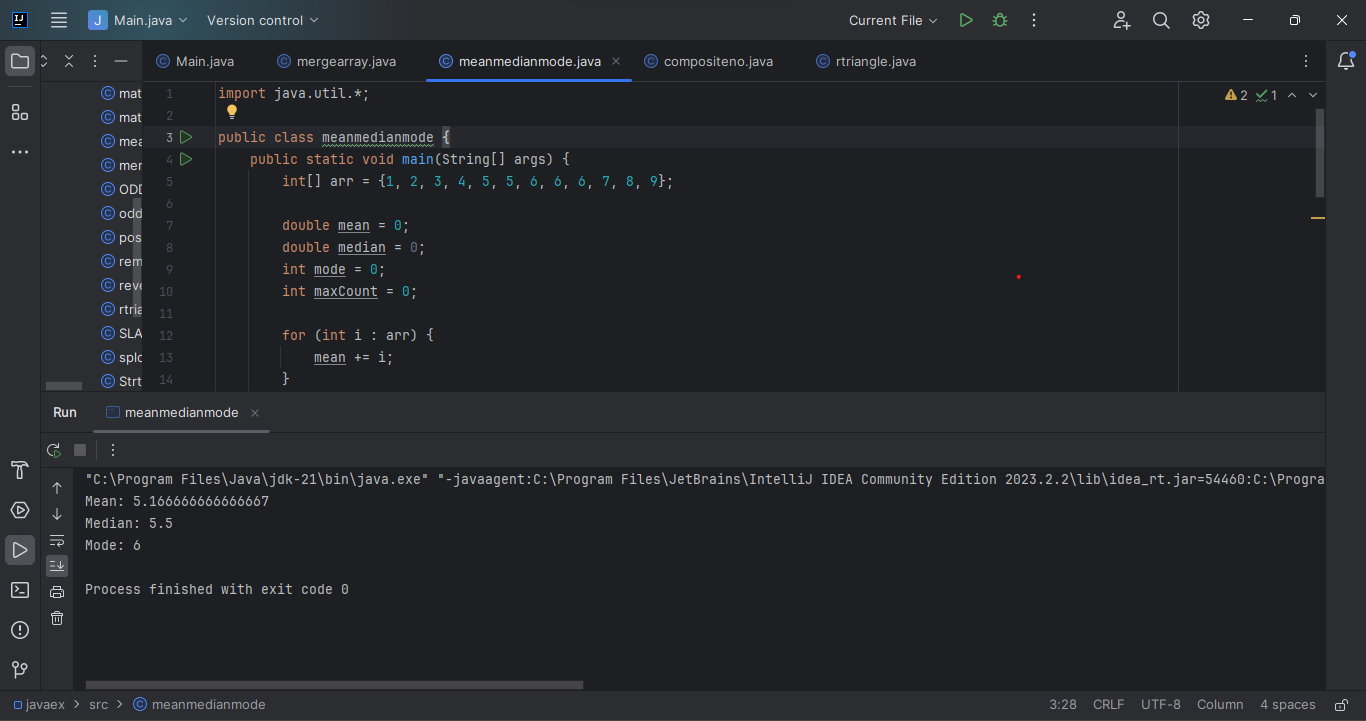 Main.java Version control Current File
Main.java mergearray.java meanmedianmode.java compositeno.java rtriangle.java
mat
mat
mea
mer
ODD
odd
pos
rem
reve
rtria
SLA
splc
Strt
2 1
1 import java.util.*;
2
3 public class meanmedianmode {
4 public static void main(String[] args) {
5 int[] arr = {1, 2, 3, 4, 5, 5, 6, 6, 6, 7, 8, 9};
6
7 double mean = 0;
8 double median = 0;
9 int mode = 0;
10 int maxCount = 0;
11
12 for (int i : arr) {
13 mean += i;
14 }
Run meanmedianmode
"C:\Program Files\Java\jdk-21\bin\java.exe" "-javaagent:C:\Program Files\JetBrains\IntelliJ IDEA Community Edition 2023.2.2\lib\idea_rt.jar=54460:C:\Progra
Mean: 5.166666666666667
Median: 5.5
Mode: 6
Process finished with exit code 0
javaex > src > meanmedianmode 3:28 CRLF UTF-8 Column 4 spaces